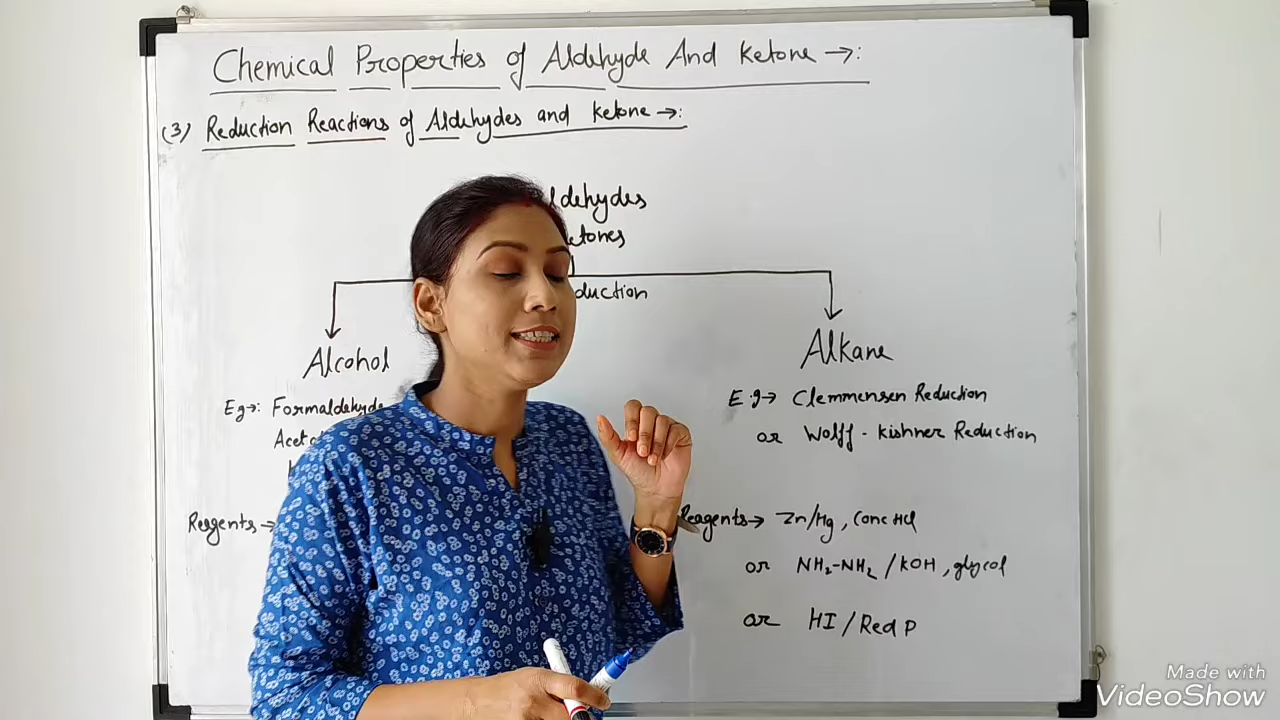 Chemical Properties of Aldehyde And Ketone →:
(3) Reduction Reactions of Aldehydes and Ketone →:
ldehydes
etones
duction
Alcohol
Alkane
Eg→: Formaldehyde
E.g→ Clemmensen Reduction
Acet
or Wolff-Kishner Reduction
Reagents →
Reagents → Zn/Hg, Conc HCl
or NH₂-NH₂ / KOH, glycol
or HI / Red P
Made with
VideoShow